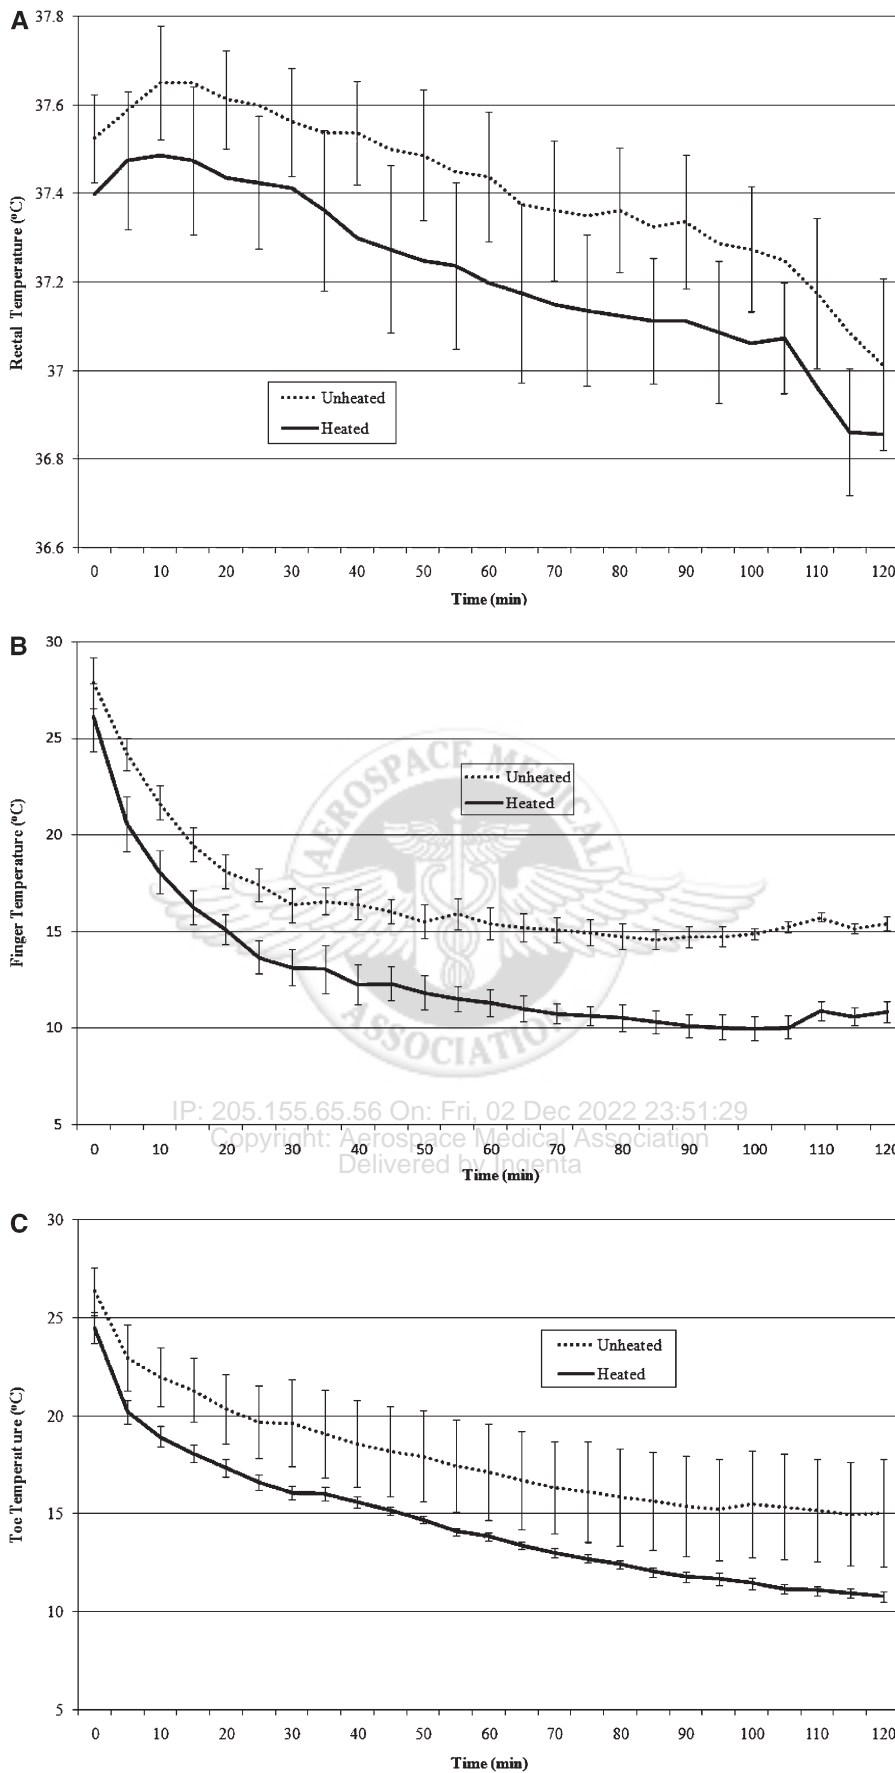 A
37.8
37.6
37.4
37.2
37
36.8
36.6
Rectal Temperature (°C)
Unheated
Heated
0 10 20 30 40 50 60 70 80 90 100 110 120
Time (min)
B
30
25
20
15
10
5
Finger Temperature (°C)
AEROSPACE MEDICAL
ASSOCIATION
Unheated
Heated
IP: 205.155.65.56 On: Fri, 02 Dec 2022 23:51:29
0 10 20 30 40 50 60 70 80 90 100 110 120
Copyright: Aerospace Medical Association
Delivered by Ingenta
Time (min)
C
30
25
20
15
10
5
Toe Temperature (°C)
Unheated
Heated
0 10 20 30 40 50 60 70 80 90 100 110 120
Time (min)